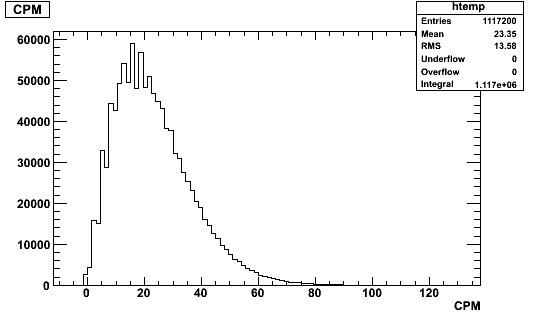 CPM
htemp
Entries 1117200
Mean 23.35
RMS 13.58
Underflow 0
Overflow 0
Integral 1.117e+06
60000
50000
40000
30000
20000
10000
0
0 20 40 60 80 100 120
CPM